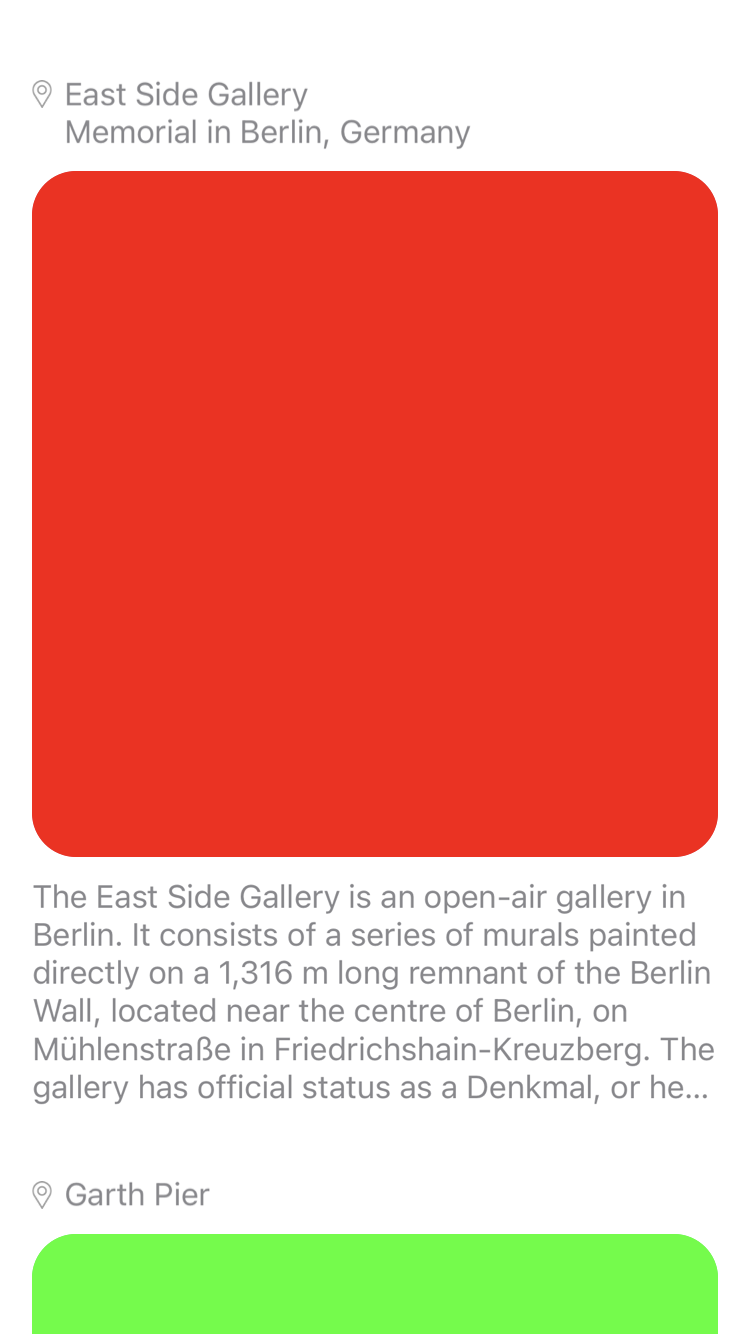 East Side Gallery
Memorial in Berlin, Germany
The East Side Gallery is an open-air gallery in
Berlin. It consists of a series of murals painted
directly on a 1,316 m long remnant of the Berlin
Wall, located near the centre of Berlin, on
Mühlenstraße in Friedrichshain-Kreuzberg. The
gallery has official status as a Denkmal, or he...
Garth Pier